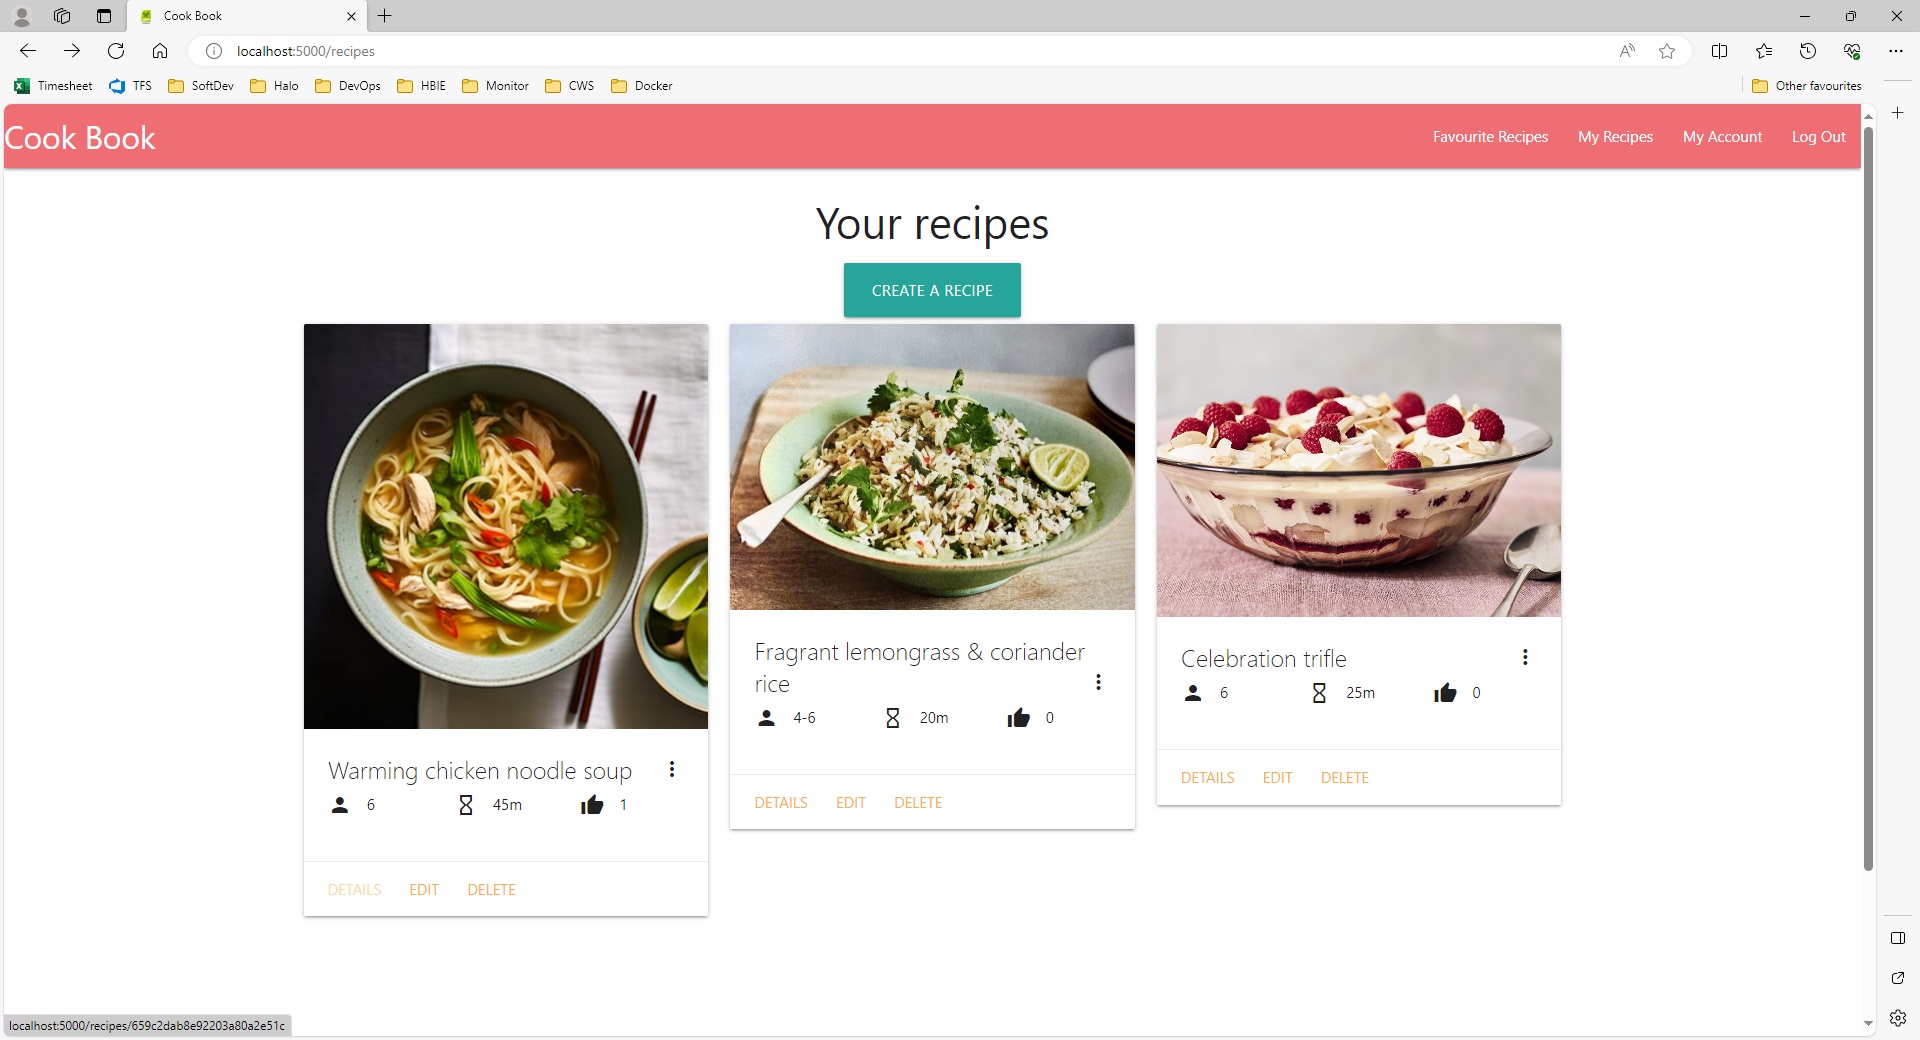 Cook Book
localhost:5000/recipes
Timesheet TFS SoftDev Halo DevOps HBIE Monitor CWS Docker Other favourites
Cook Book Favourite Recipes My Recipes My Account Log Out
Your recipes
CREATE A RECIPE
Warming chicken noodle soup
6 45m 1
DETAILS EDIT DELETE
Fragrant lemongrass & coriander
rice
4-6 20m 0
DETAILS EDIT DELETE
Celebration trifle
6 25m 0
DETAILS EDIT DELETE
localhost:5000/recipes/659c2dab8e92203a80a2e51c